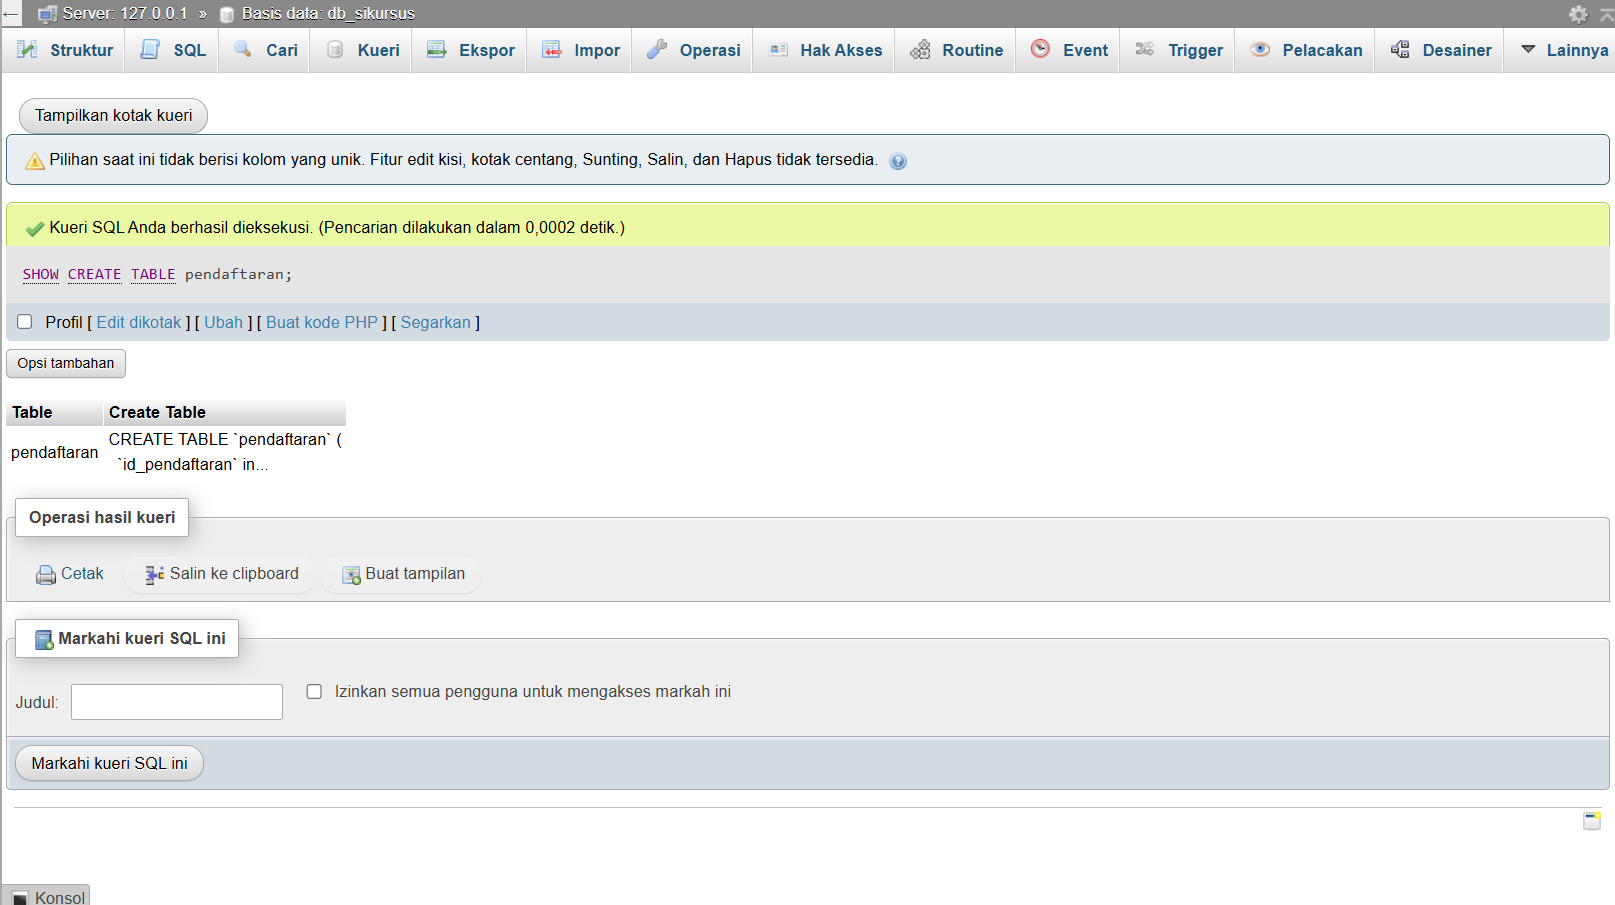 ← Server: 127.0.0.1 » Basis data: db_sikursus
Struktur SQL Cari Kueri Ekspor Impor Operasi Hak Akses Routine Event Trigger Pelacakan Desainer Lainnya
Tampilkan kotak kueri
Pilihan saat ini tidak berisi kolom yang unik. Fitur edit kisi, kotak centang, Sunting, Salin, dan Hapus tidak tersedia.
Kueri SQL Anda berhasil dieksekusi. (Pencarian dilakukan dalam 0,0002 detik.)
SHOW CREATE TABLE pendaftaran;
Profil [ Edit dikotak ] [ Ubah ] [ Buat kode PHP ] [ Segarkan ]
Opsi tambahan
Table Create Table
pendaftaran CREATE TABLE `pendaftaran` (
`id_pendaftaran` in...
Operasi hasil kueri
Cetak Salin ke clipboard Buat tampilan
Markahi kueri SQL ini
Judul: Izinkan semua pengguna untuk mengakses markah ini
Markahi kueri SQL ini
Konsol